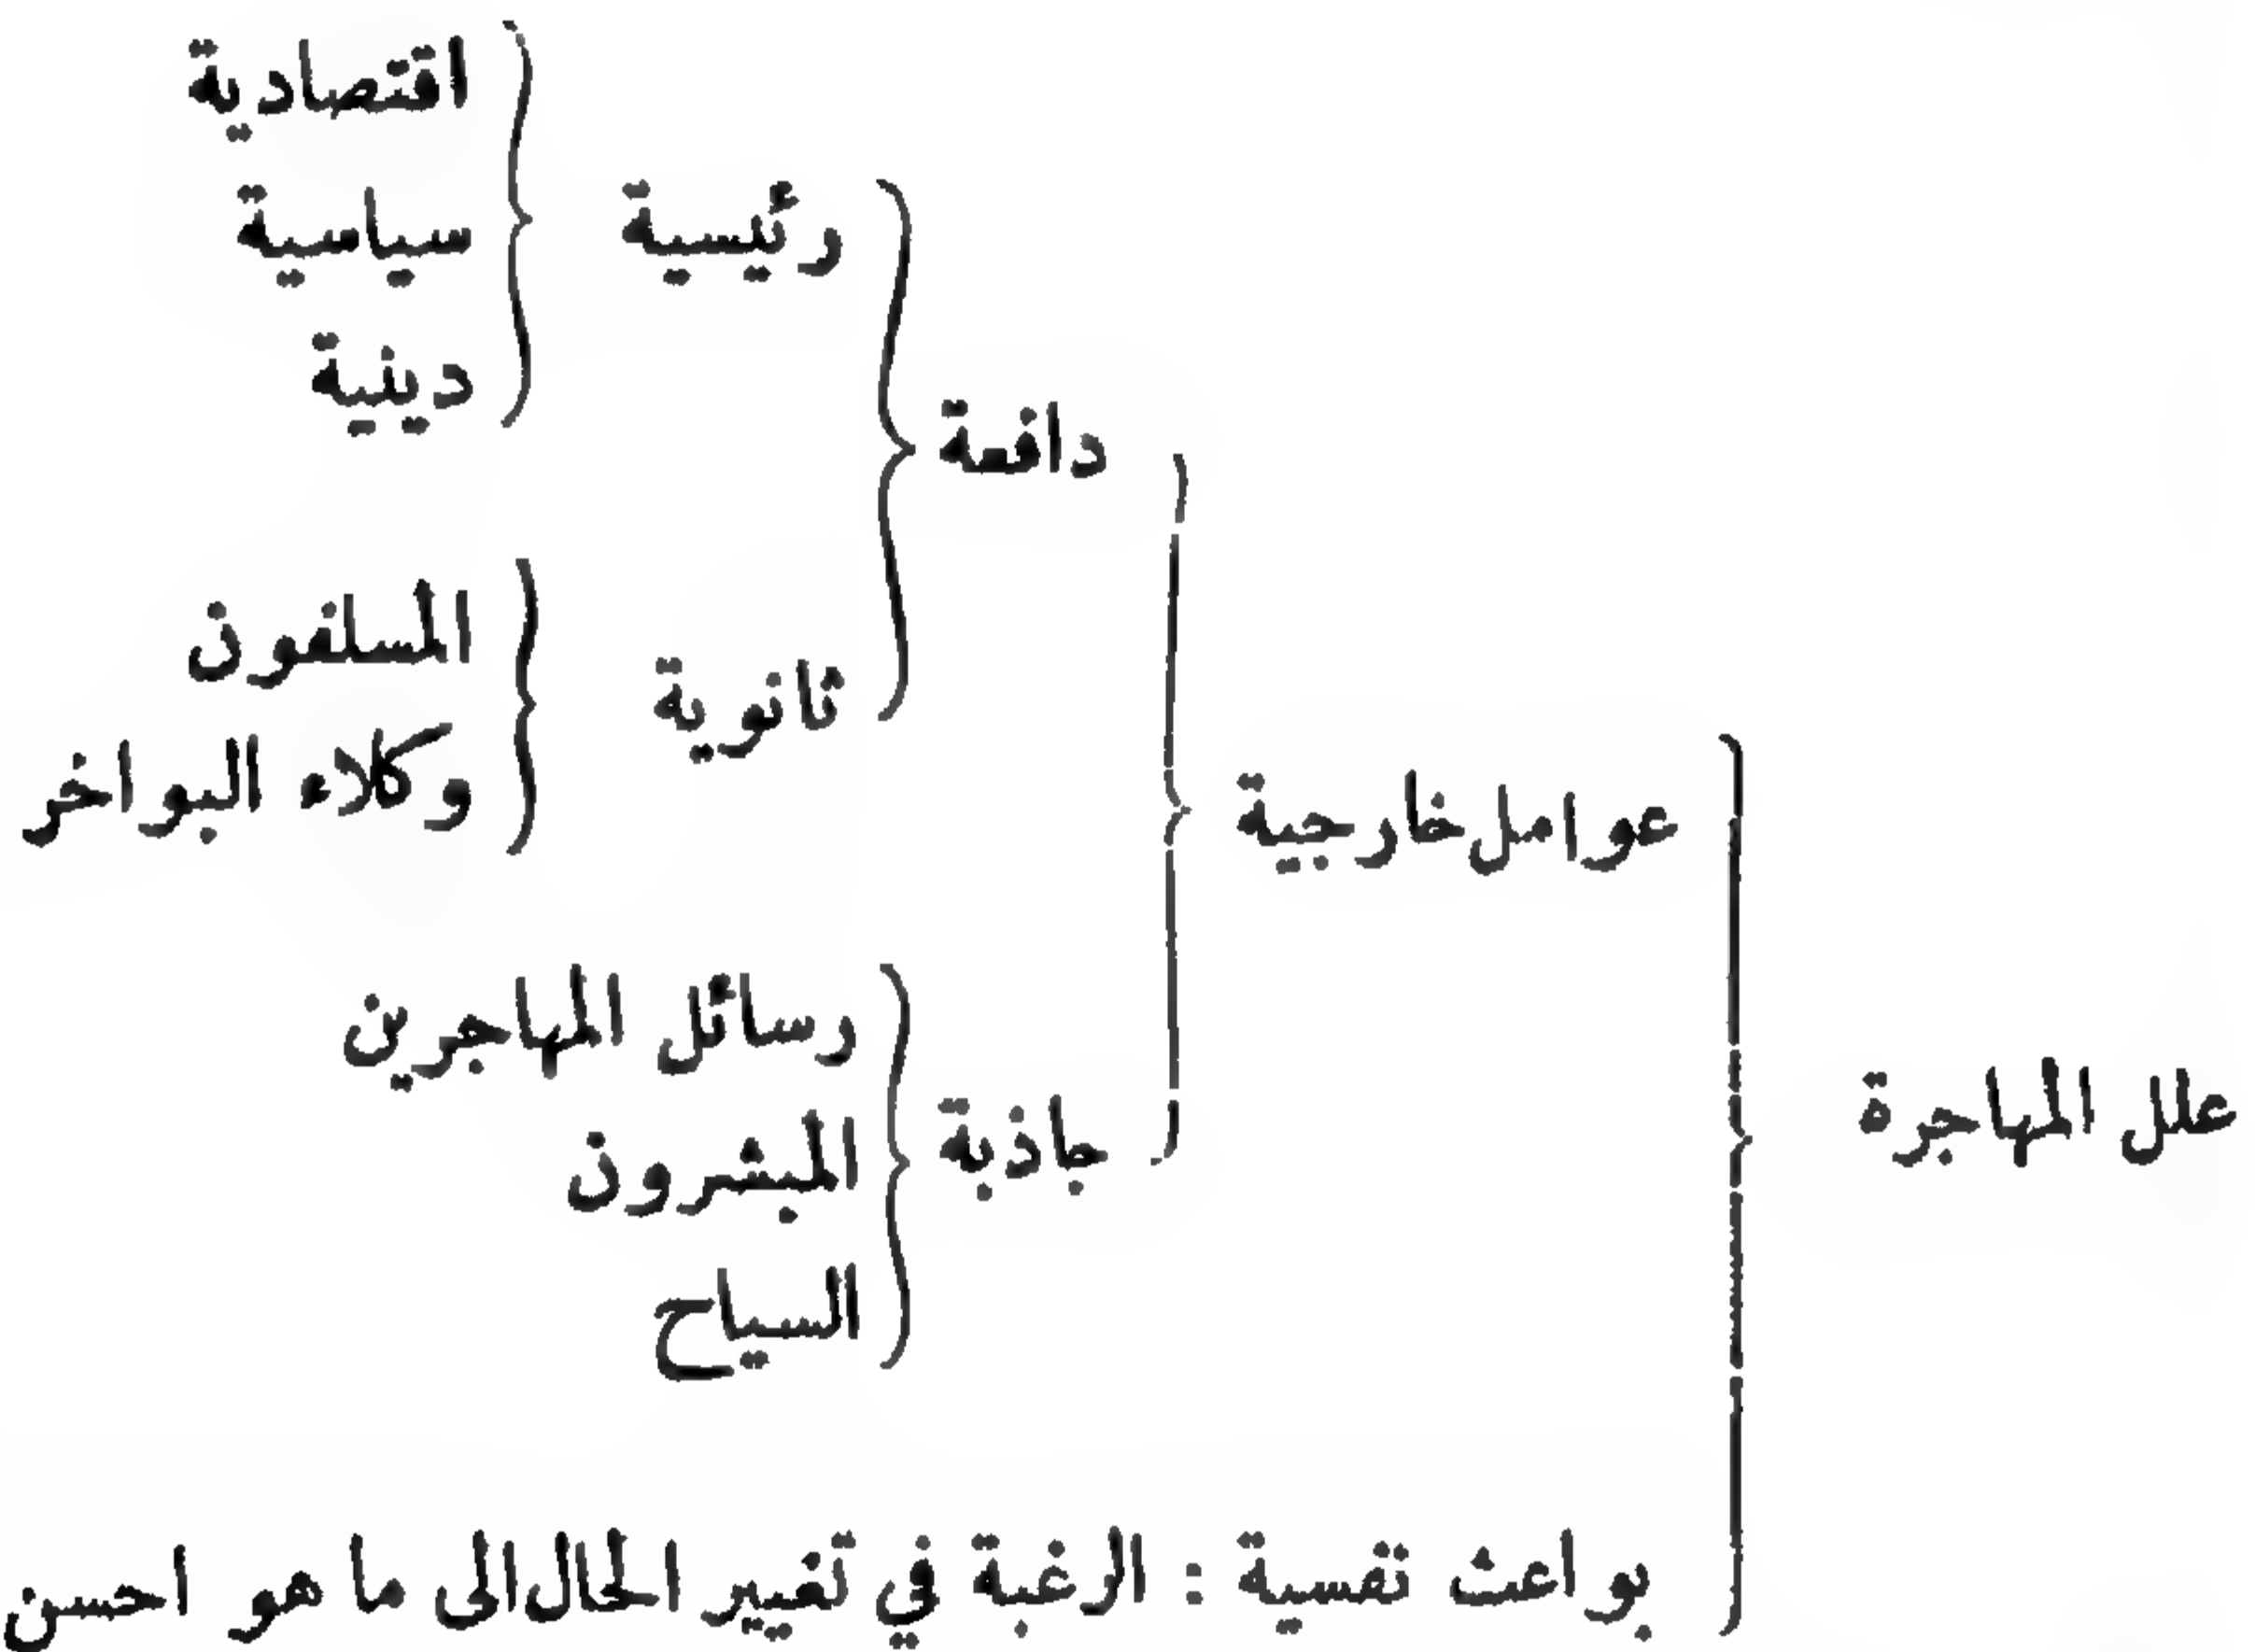 علل المهاجرة
عوامل خارجية
دافعة
رئيسية
اقتصادية
سياسية
دينية
ثانوية
المسلفون
وكلاء البواخر
جاذبة
رسائل المهاجرين
المبشرون
السياح
بواعث نفسية : الرغبة في تغيير الحال الى ما هو احسن